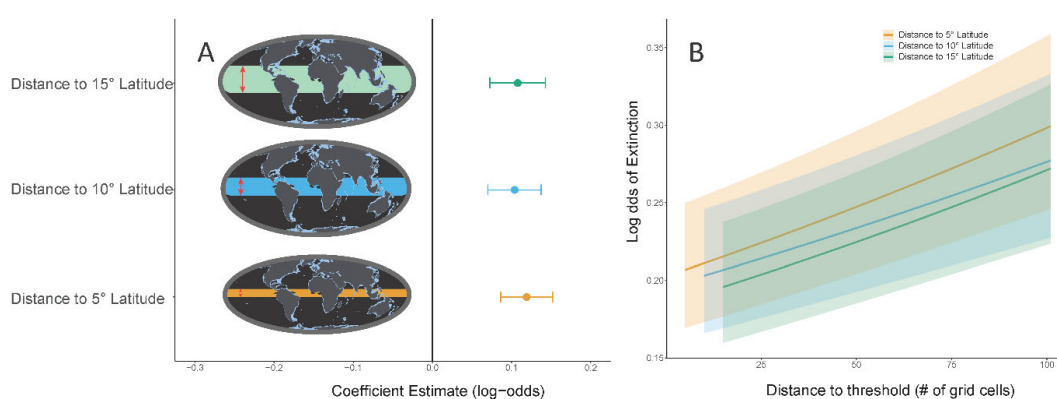 A
Distance to 15° Latitude
Distance to 10° Latitude
Distance to 5° Latitude
−0.3
−0.2
−0.1
0.0
0.1
0.2
Coefficient Estimate (log−odds)
B
Distance to 5° Latitude
Distance to 10° Latitude
Distance to 15° Latitude
Log dds of Extinction
0.35
0.30
0.25
0.20
0.15
25
50
75
100
Distance to threshold (# of grid cells)